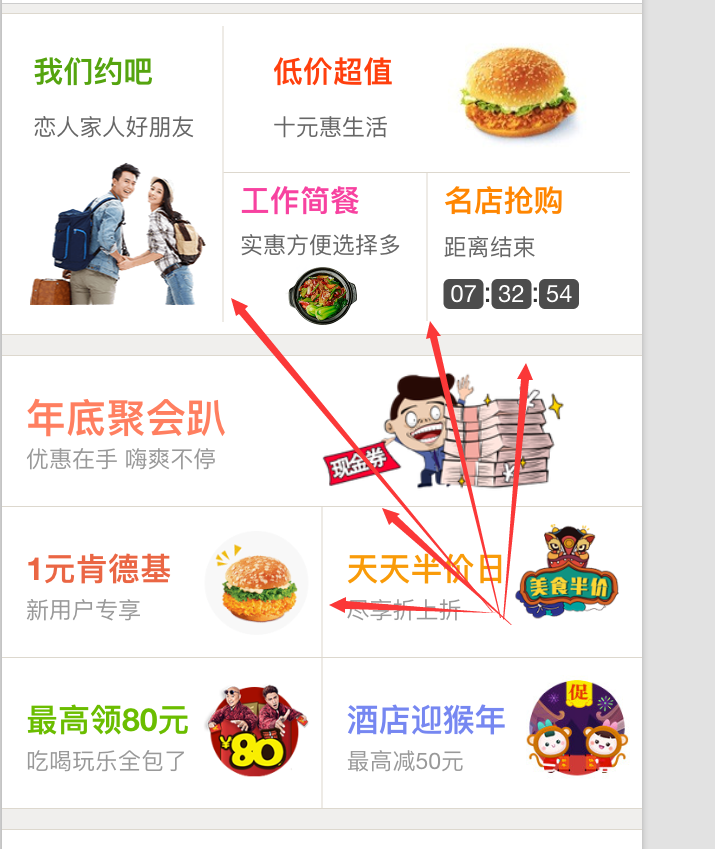 我们约吧
恋人家人好朋友
低价超值
十元惠生活
工作简餐
实惠方便选择多
名店抢购
距离结束
07:32:54
年底聚会趴
优惠在手 嗨爽不停
现金券
1元肯德基
新用户专享
天天半价日
尽享折上折
美食半价
最高领80元
吃喝玩乐全包了
¥80
酒店迎猴年
最高减50元
促